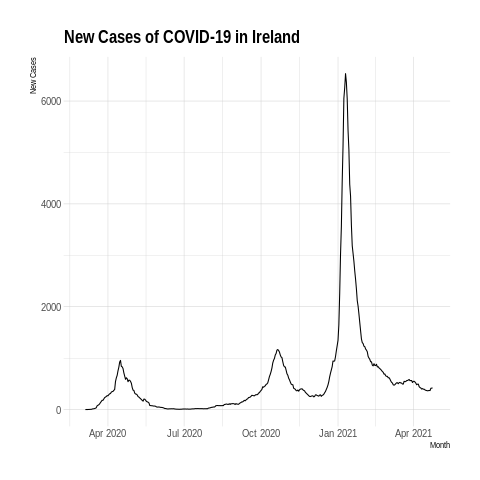 New Cases of COVID-19 in Ireland
New Cases
6000
4000
2000
0
Apr 2020 Jul 2020 Oct 2020 Jan 2021 Apr 2021
Month